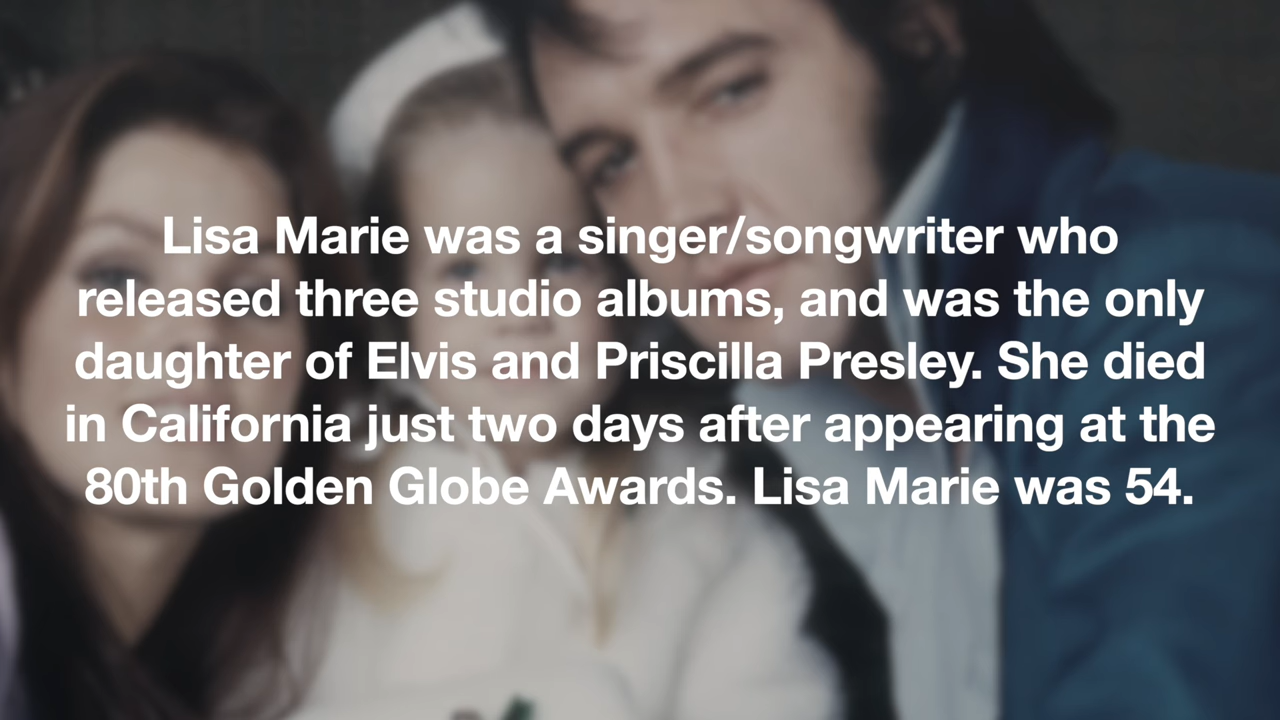 Lisa Marie was a singer/songwriter who
released three studio albums, and was the only
daughter of Elvis and Priscilla Presley. She died
in California just two days after appearing at the
80th Golden Globe Awards. Lisa Marie was 54.